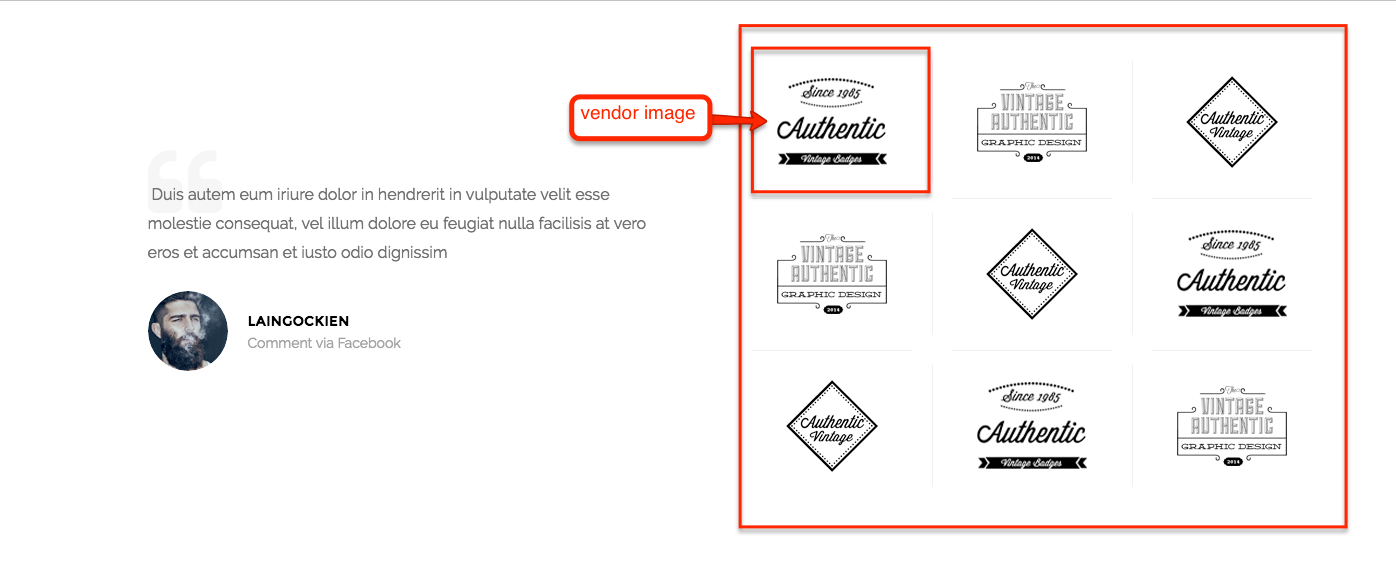 vendor image
Duis autem eum iriure dolor in hendrerit in vulputate velit esse
molestie consequat, vel illum dolore eu feugiat nulla facilisis at vero
eros et accumsan et iusto odio dignissim
LAINGOCKIEN
Comment via Facebook
Since 1985
Authentic
Vintage Badges
The
VINTAGE
AUTHENTIC
GRAPHIC DESIGN
2014
Authentic
Vintage
The
VINTAGE
AUTHENTIC
GRAPHIC DESIGN
2014
Authentic
Vintage
Since 1985
Authentic
Vintage Badges
Authentic
Vintage
Since 1985
Authentic
Vintage Badges
The
VINTAGE
AUTHENTIC
GRAPHIC DESIGN
2014